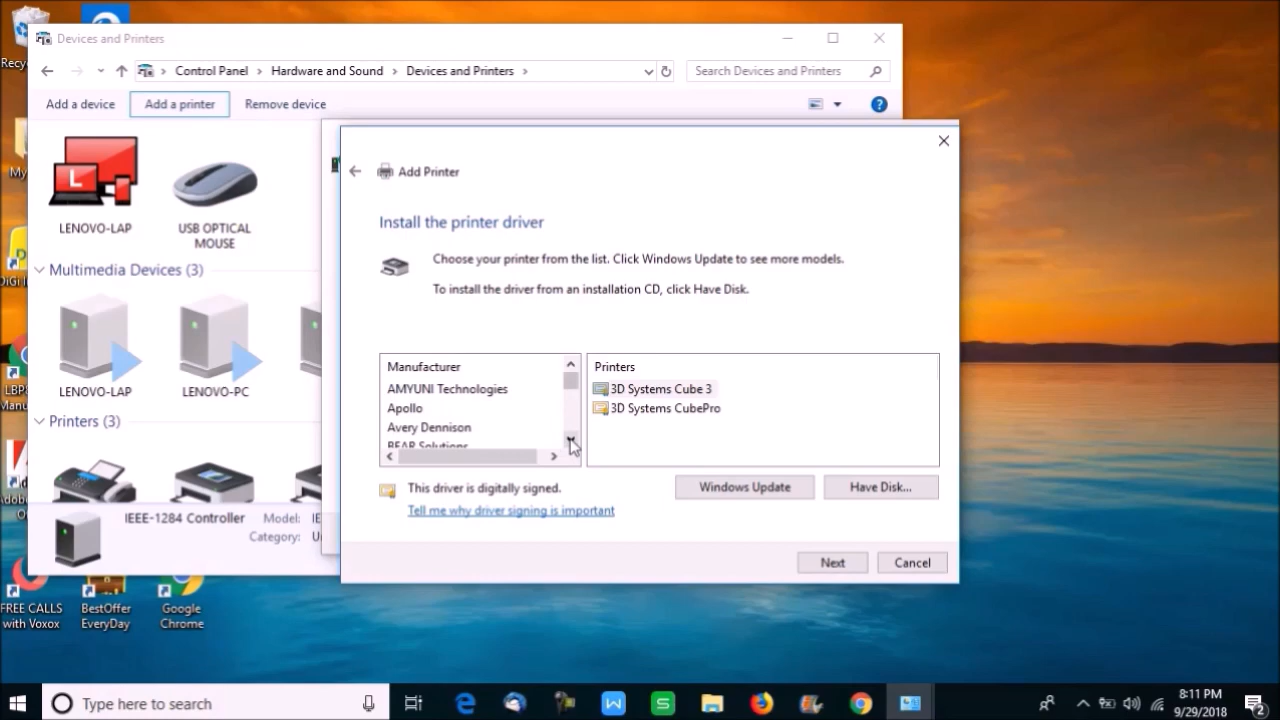 Devices and Printers
Control Panel
Hardware and Sound
Devices and Printers
Search Devices and Printers
Add a device
Add a printer
Remove device
LENOVO-LAP
USB OPTICAL
MOUSE
Multimedia Devices (3)
LENOVO-LAP
LENOVO-PC
Printers (3)
IEEE-1284 Controller
Model:
Category:
Add Printer
Install the printer driver
Choose your printer from the list. Click Windows Update to see more models.
To install the driver from an installation CD, click Have Disk.
Manufacturer
AMYUNI Technologies
Apollo
Avery Dennison
BEAR Solutions
Printers
3D Systems Cube 3
3D Systems CubePro
This driver is digitally signed.
Tell me why driver signing is important
Windows Update
Have Disk...
Next
Cancel
FREE CALLS
with Voxox
BestOffer
EveryDay
Google
Chrome
Type here to search
8:11 PM
9/29/2018
2